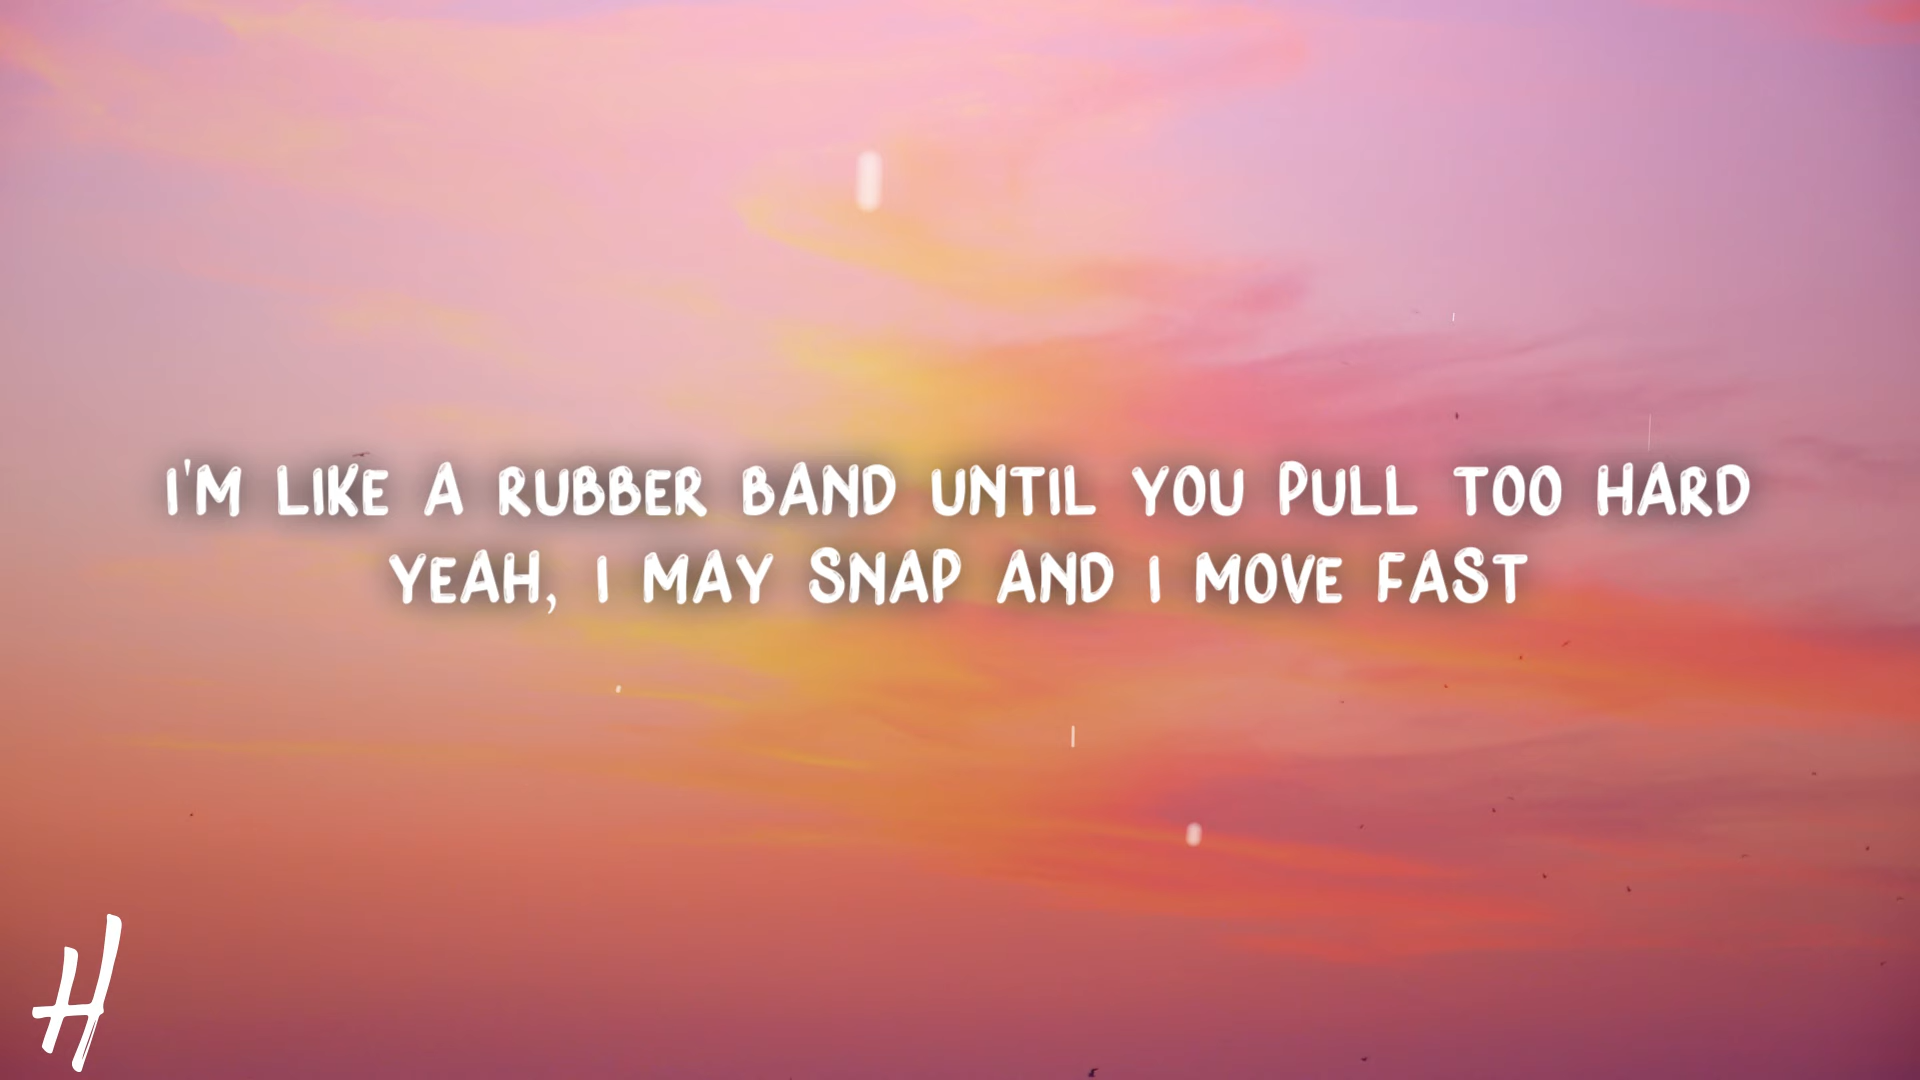 I'M LIKE A RUBBER BAND UNTIL YOU PULL TOO HARD
YEAH, I MAY SNAP AND I MOVE FAST
H